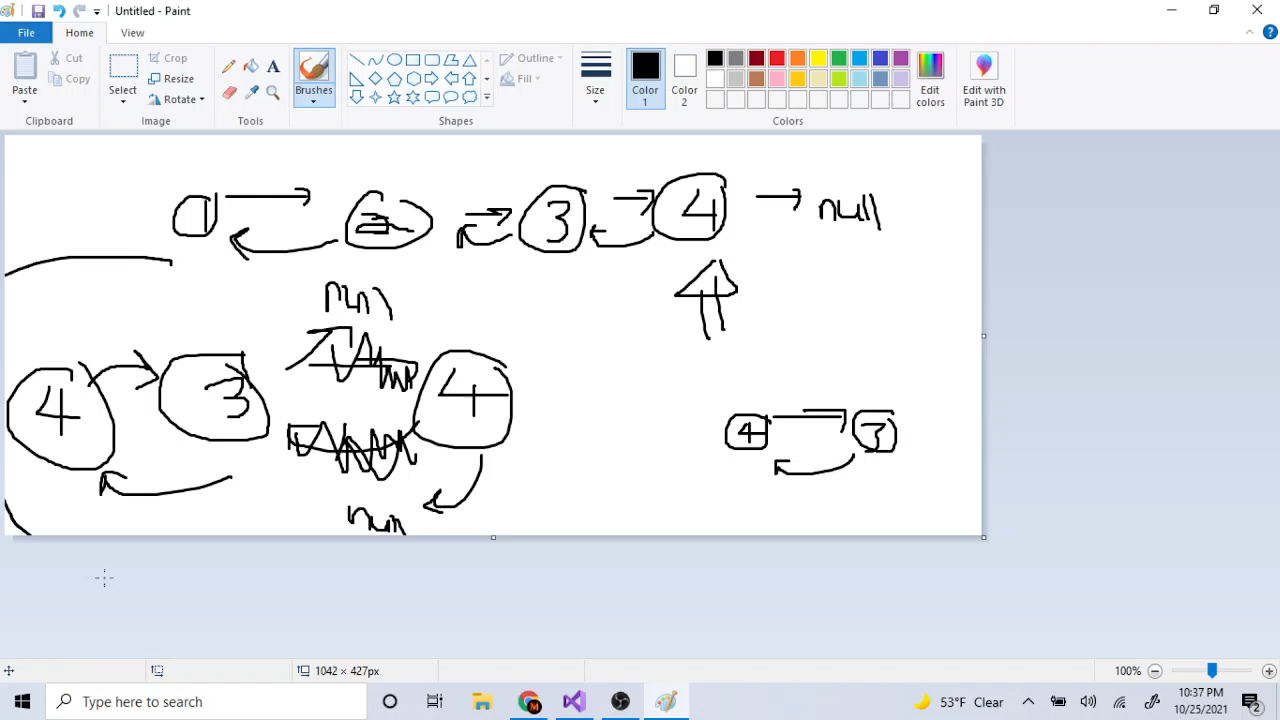 Untitled - Paint
File Home View
Paste Cut Copy Clipboard
Select Crop Resize Rotate Image
Tools
Brushes
Shapes Outline Fill
Size
Color 1 Color 2
Colors
Edit colors
Edit with Paint 3D
1 2 3 4 null
null
4 3 4
4 3
null
1042 × 427px
100%
Type here to search
53°F Clear
10:37 PM
10/25/2021
2